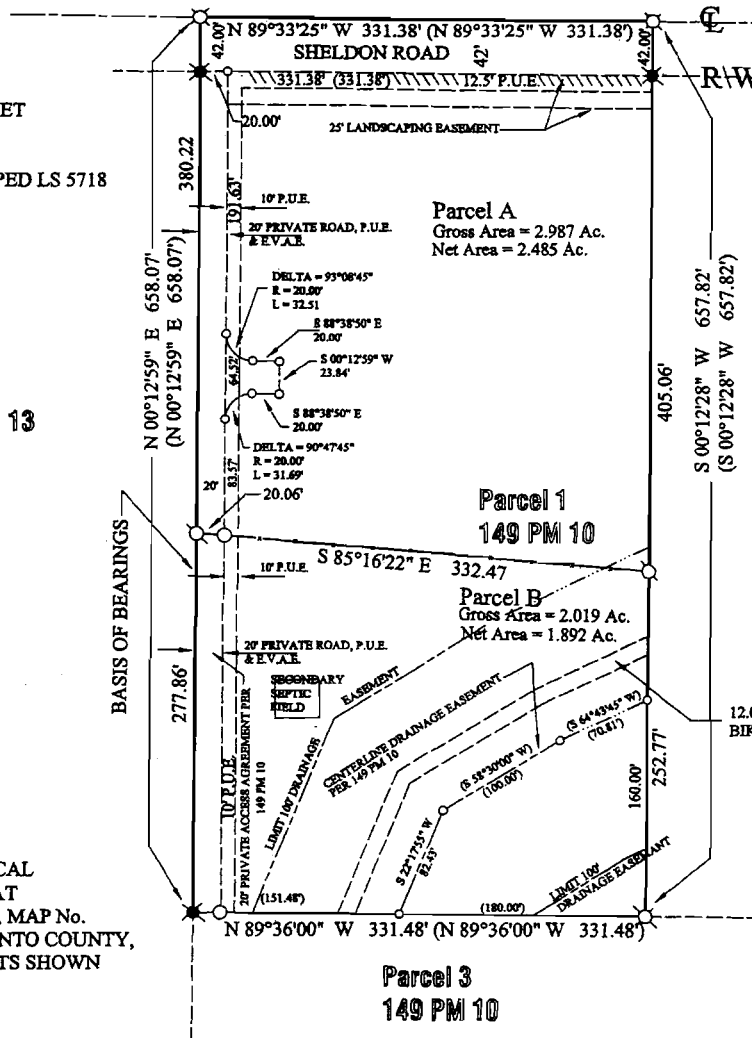 N 89°33'25" W 331.38' (N 89°33'25" W 331.38')
℄
42.00'
SHELDON ROAD
42'
42.00'
331.38' (331.38')
12.5' P.U.E.
R\W
20.00'
25' LANDSCAPING EASEMENT
ET
PED LS 5718
380.22
191.63'
10' P.U.E.
20' PRIVATE ROAD, P.U.E.
& E.V.A.E.
Parcel A
Gross Area = 2.987 Ac.
Net Area = 2.485 Ac.
DELTA = 93°08'45"
R = 20.00'
L = 32.51
S 88°38'50" E
20.00'
S 00°12'59" W
23.84'
64.52'
S 88°38'50" E
20.00'
DELTA = 90°47'45"
R = 20.00'
L = 31.69'
83.57'
20'
20.06'
N 00°12'59" E 658.07'
(N 00°12'59" E 658.07')
S 00°12'28" W 657.82'
(S 00°12'28" W 657.82')
405.06'
13
Parcel 1
149 PM 10
S 85°16'22" E 332.47
BASIS OF BEARINGS
10' P.U.E.
Parcel B
Gross Area = 2.019 Ac.
Net Area = 1.892 Ac.
20' PRIVATE ROAD, P.U.E.
& E.V.A.E.
SECONDARY
SEPTIC
FIELD
277.86'
10' P.U.E
20' PRIVATE ACCESS AGREEMENT PER
149 PM 10
LIMIT 100' DRAINAGE EASEMENT
CENTERLINE DRAINAGE EASEMENT
PER 149 PM 10
(S 64°43'45" W)
(70.81')
(S 58°30'00" W)
(100.00')
S 22°17'55" W
82.43'
12.0
BIK
160.00'
252.77'
LIMIT 100'
DRAINAGE EASEMANT
(151.48')
(180.00')
N 89°36'00" W 331.48' (N 89°36'00" W 331.48')
CAL
AT
, MAP No.
NTO COUNTY,
TS SHOWN
Parcel 3
149 PM 10